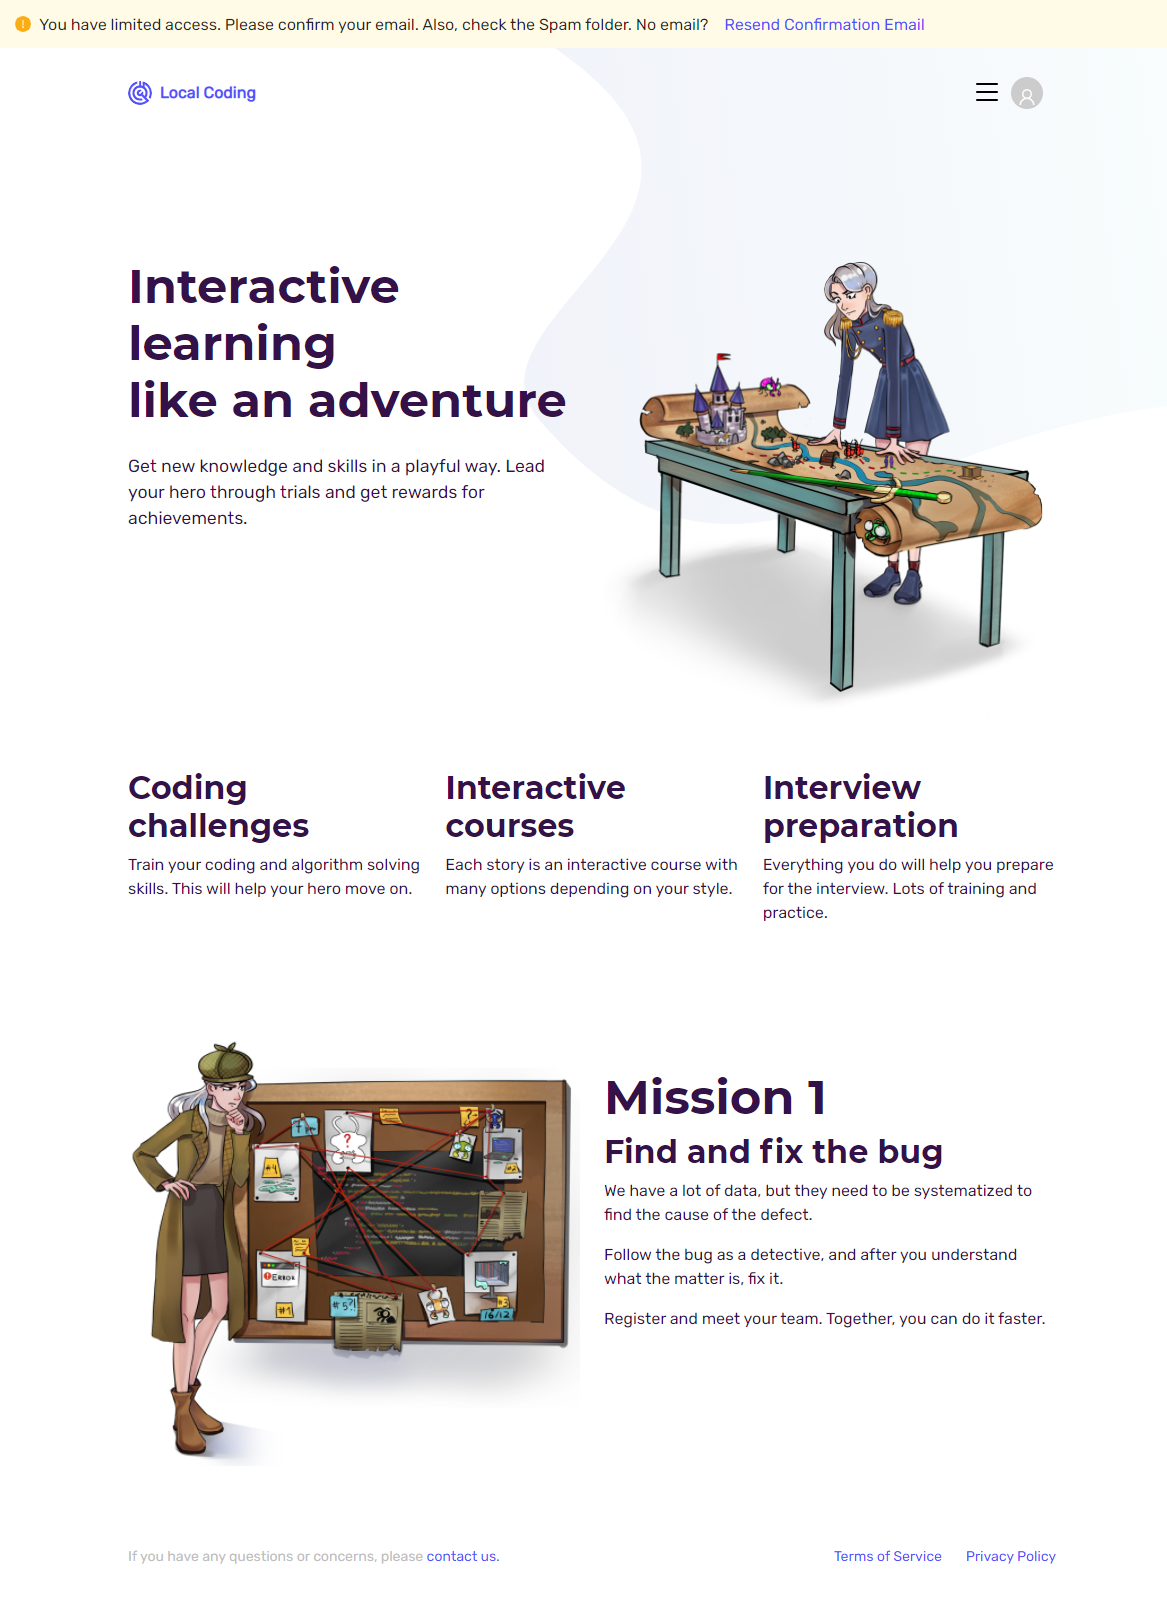 You have limited access. Please confirm your email. Also, check the Spam folder. No email? Resend Confirmation Email
Local Coding
Interactive
learning
like an adventure
Get new knowledge and skills in a playful way. Lead
your hero through trials and get rewards for
achievements.
Coding
challenges
Train your coding and algorithm solving
skills. This will help your hero move on.
Interactive
courses
Each story is an interactive course with
many options depending on your style.
Interview
preparation
Everything you do will help you prepare
for the interview. Lots of training and
practice.
?
?
#4
#2
ERROR
#1
#5?!
#3
16/12
Mission 1
Find and fix the bug
We have a lot of data, but they need to be systematized to
find the cause of the defect.
Follow the bug as a detective, and after you understand
what the matter is, fix it.
Register and meet your team. Together, you can do it faster.
If you have any questions or concerns, please contact us.
Terms of Service
Privacy Policy